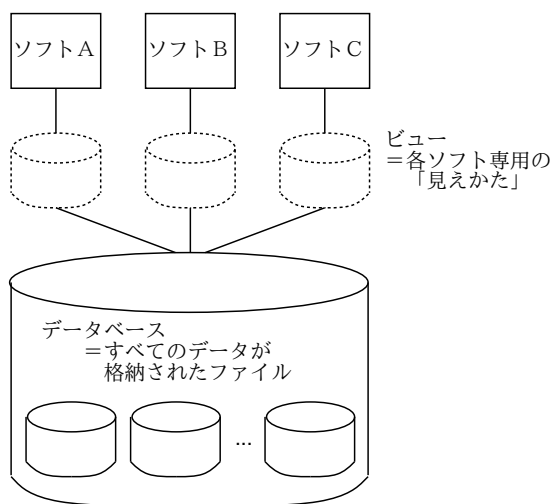 ソフトA
ソフトB
ソフトC
ビュー
＝各ソフト専用の
「見えかた」
データベース
＝すべてのデータが
格納されたファイル
...